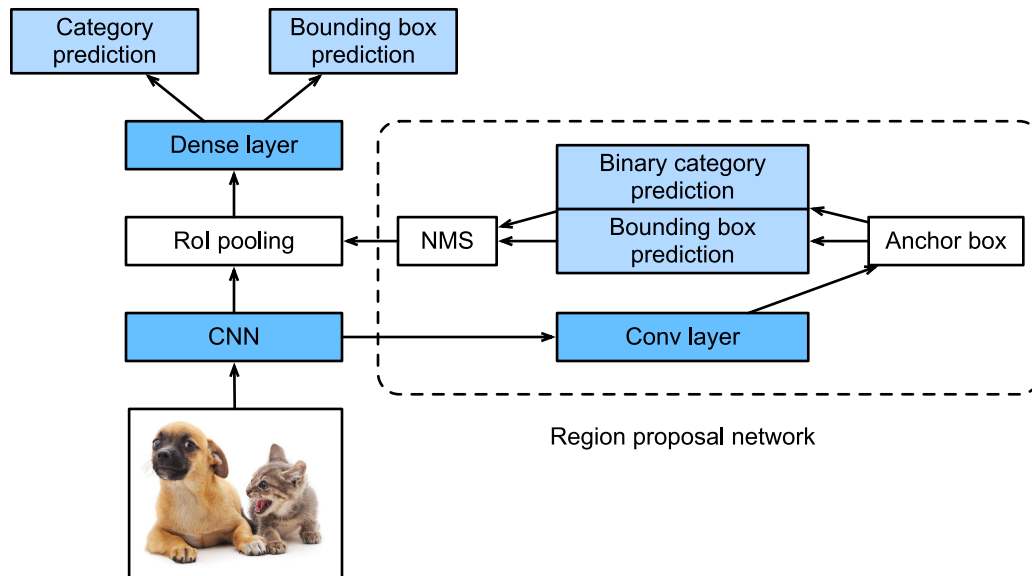 Category
prediction
Bounding box
prediction
Dense layer
Binary category
prediction
RoI pooling
NMS
Bounding box
prediction
Anchor box
CNN
Conv layer
Region proposal network